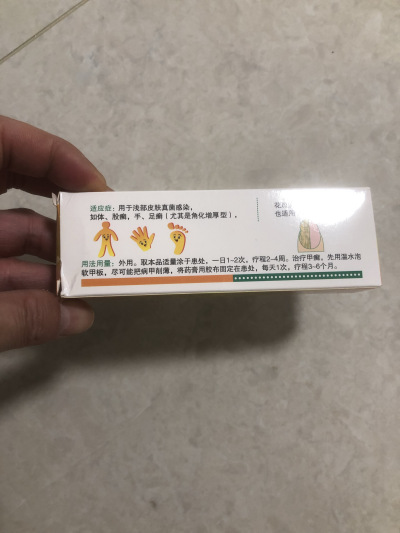 适应症：用于浅部皮肤真菌感染，
如体、股癣，手、足癣（尤其是角化增厚型），
花
也适用
用法用量：外用。取本品适量涂于患处，一日1-2次，疗程2-4周。治疗甲癣，先用温水泡
软甲板，尽可能把病甲削薄，将药膏用胶布固定在患处，每天1次，疗程3-6个月。